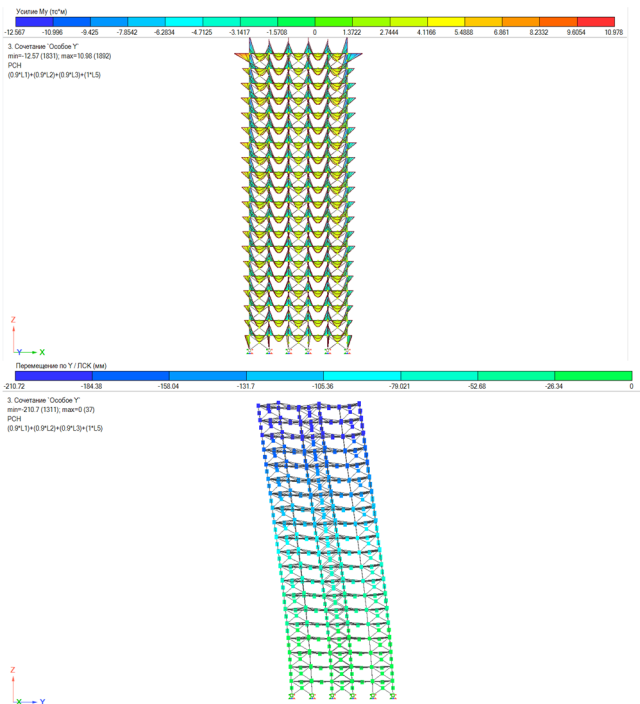 Усилие Му (тс*м)
-12.567 -10.996 -9.425 -7.8542 -6.2834 -4.7125 -3.1417 -1.5708 0 1.3722 2.7444 4.1166 5.4888 6.861 8.2332 9.6054 10.978
3. Сочетание `Особое Y`
min=-12.57 (1831); max=10.98 (1892)
РСН
(0.9*L1)+(0.9*L2)+(0.9*L3)+(1*L5)
Z
Y X
Перемещение по Y / ЛСК (мм)
-210.72 -184.38 -158.04 -131.7 -105.36 -79.021 -52.68 -26.34 0
3. Сочетание `Особое Y`
min=-210.7 (1311); max=0 (37)
РСН
(0.9*L1)+(0.9*L2)+(0.9*L3)+(1*L5)
Z
X Y